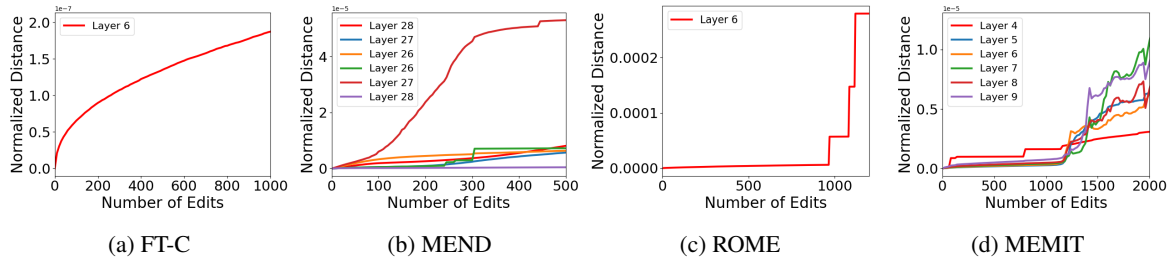 1e-7
2.0
1.5
1.0
0.5
0.0
Normalized Distance
Layer 6
0 200 400 600 800 1000
Number of Edits
(a) FT-C
1e-5
4
2
0
Normalized Distance
Layer 28
Layer 27
Layer 26
Layer 26
Layer 27
Layer 28
0 100 200 300 400 500
Number of Edits
(b) MEND
0.0002
0.0001
0.0000
Normalized Distance
Layer 6
0 500 1000
Number of Edits
(c) ROME
1e-5
1.0
0.5
0.0
Normalized Distance
Layer 4
Layer 5
Layer 6
Layer 7
Layer 8
Layer 9
0 500 1000 1500 2000
Number of Edits
(d) MEMIT